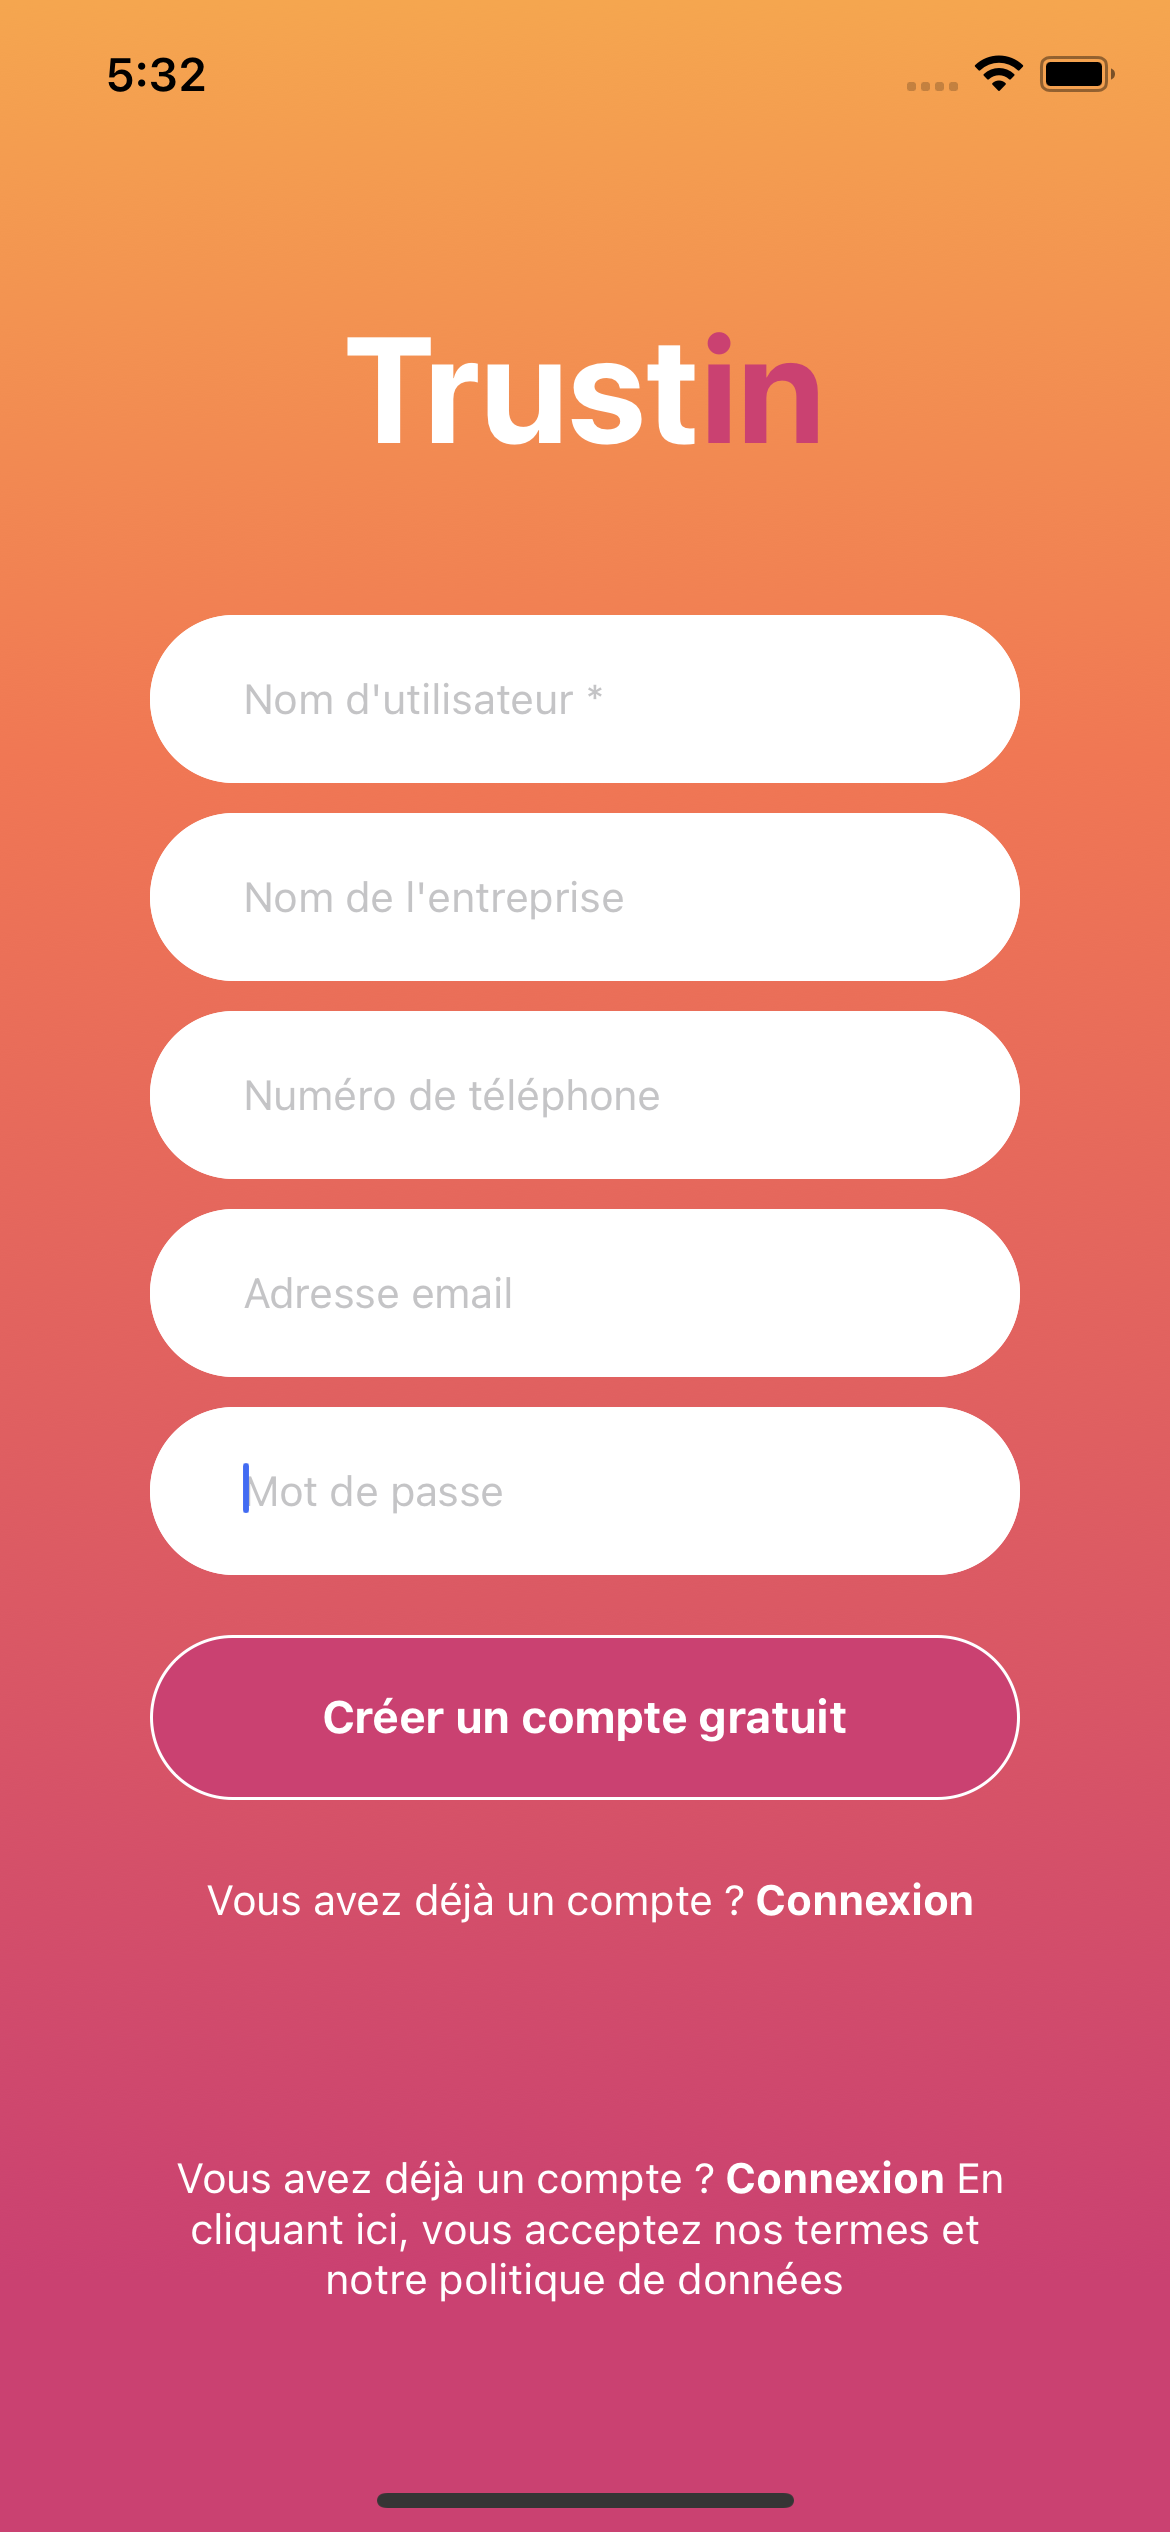 5:32
Trustin
Nom d'utilisateur *
Nom de l'entreprise
Numéro de téléphone
Adresse email
Mot de passe
Créer un compte gratuit
Vous avez déjà un compte ? Connexion
Vous avez déjà un compte ? Connexion En
cliquant ici, vous acceptez nos termes et
notre politique de données